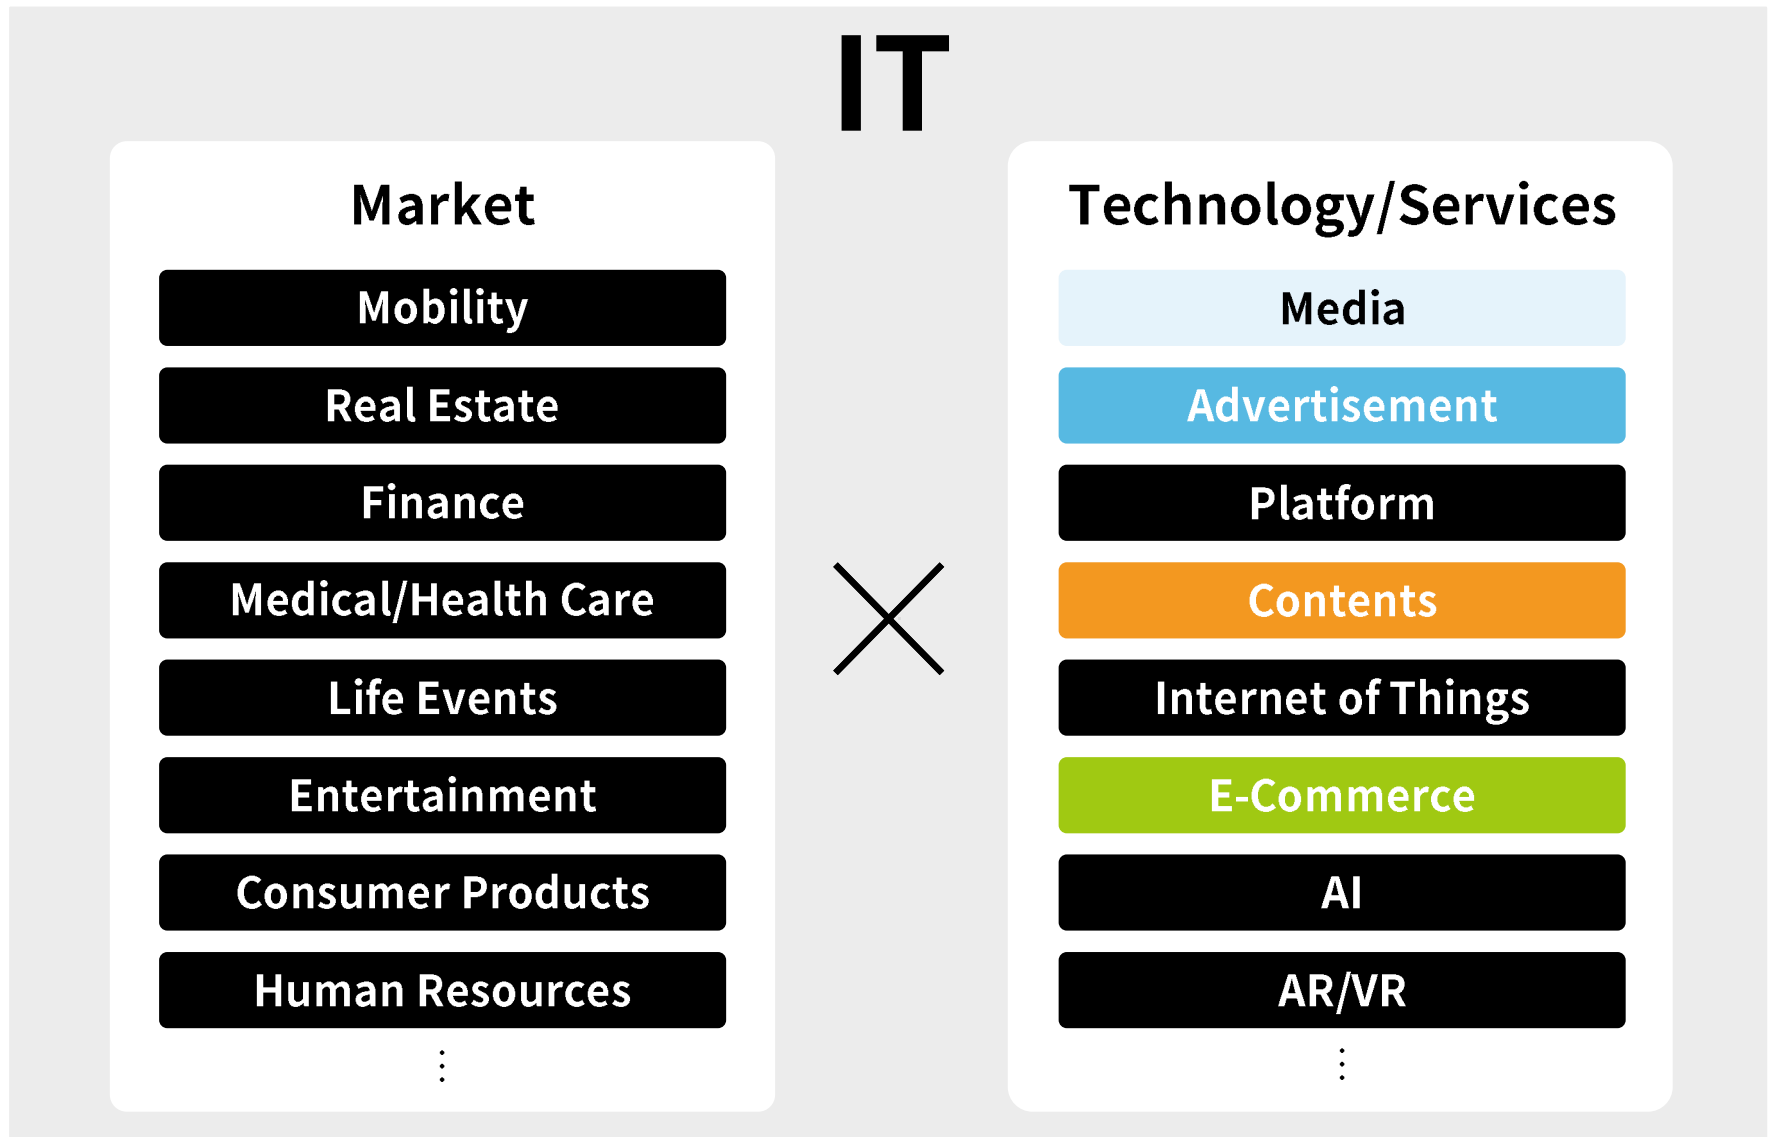 IT
Market
Mobility
Real Estate
Finance
Medical/Health Care
Life Events
Entertainment
Consumer Products
Human Resources
Technology/Services
Media
Advertisement
Platform
Contents
Internet of Things
E-Commerce
AI
AR/VR